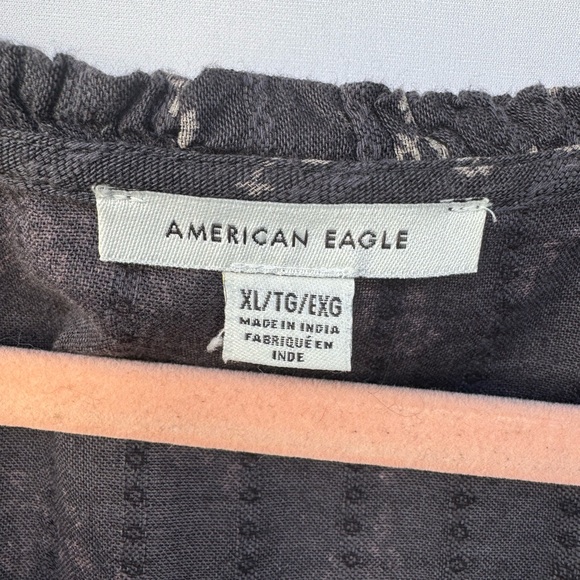 AMERICAN EAGLE
XL/TG/EXG
MADE IN INDIA
FABRIQUÉ EN
INDE